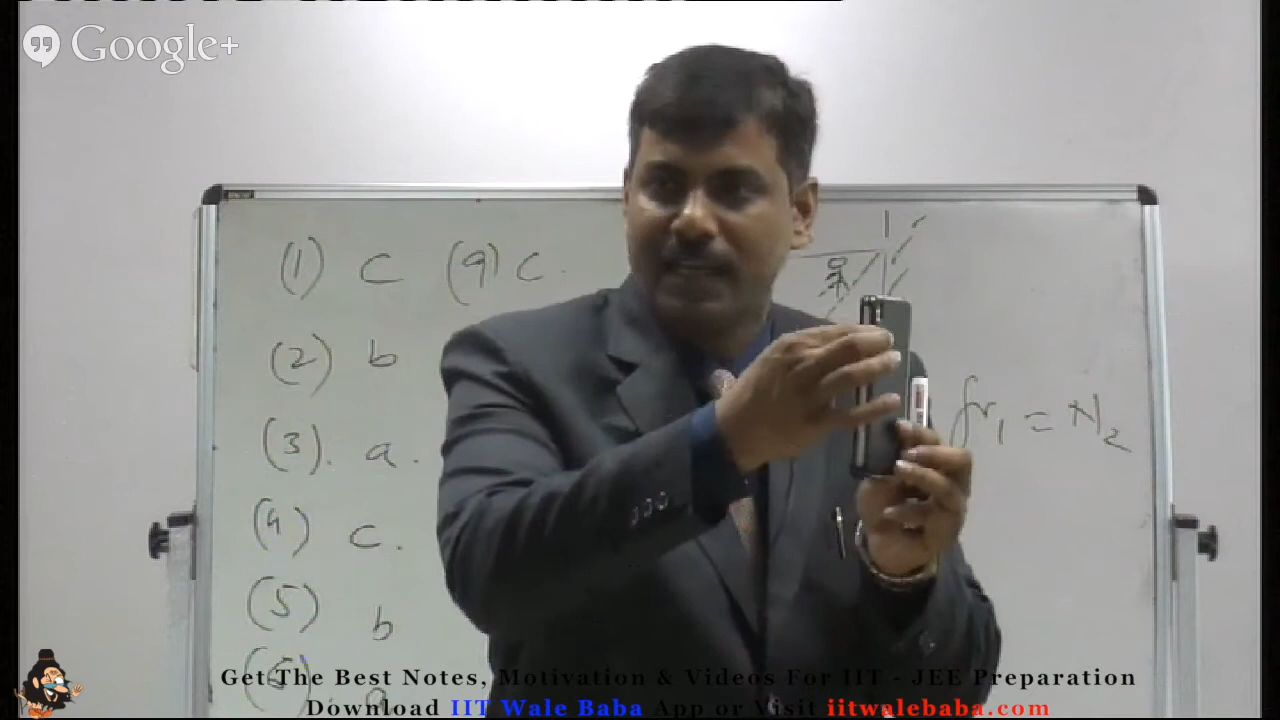 Google+
(1) c (9) c.
(2) b
(3). a.
(4) c.
(5) b
(6). a
fr₁ = N₂
Get The Best Notes, Motivation & Videos For IIT - JEE Preparation
Download IIT Wale Baba App or Visit iitwalebaba.com